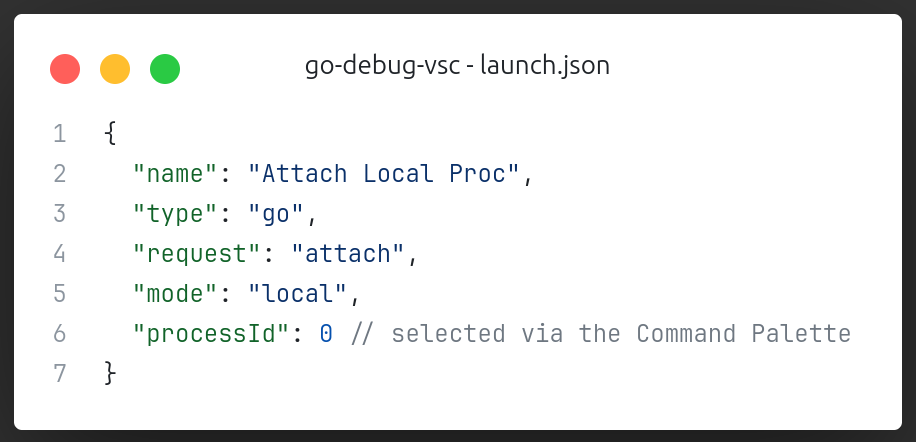 go-debug-vsc - launch.json
1 {
2 "name": "Attach Local Proc",
3 "type": "go",
4 "request": "attach",
5 "mode": "local",
6 "processId": 0 // selected via the Command Palette
7 }